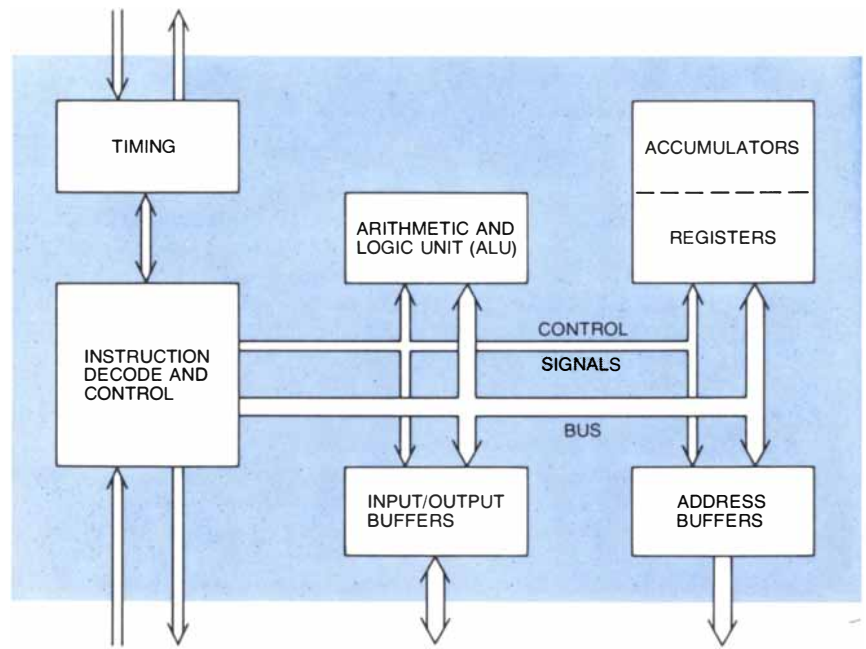 TIMING
ACCUMULATORS
REGISTERS
ARITHMETIC AND
LOGIC UNIT (ALU)
INSTRUCTION
DECODE AND
CONTROL
CONTROL
SIGNALS
BUS
INPUT/OUTPUT
BUFFERS
ADDRESS
BUFFERS